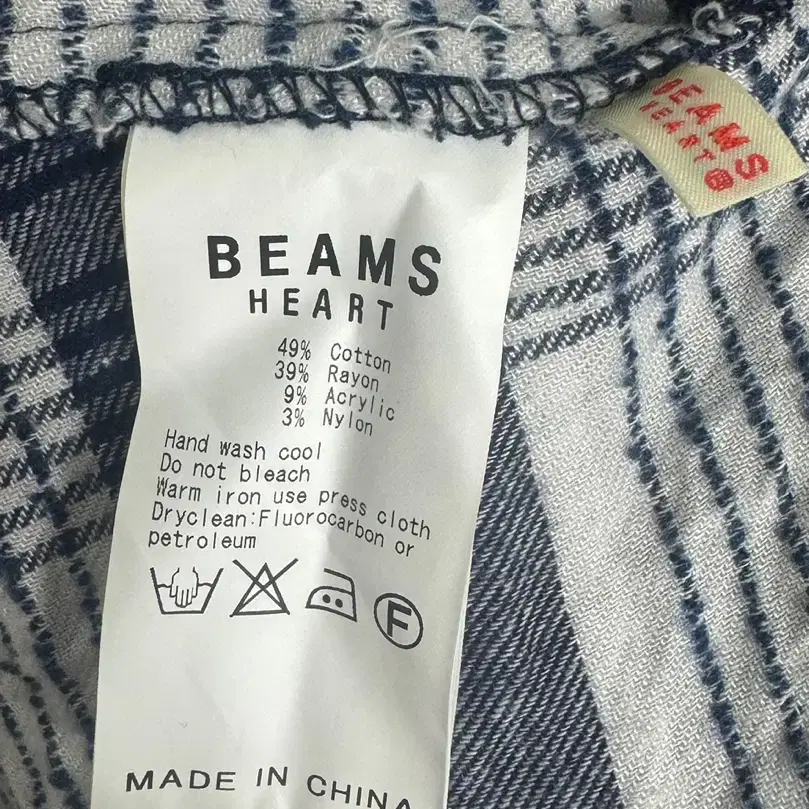 BEAMS
HEART
BEAMS
HEART
49% Cotton
39% Rayon
9% Acrylic
3% Nylon
Hand wash cool
Do not bleach
Warm iron use press cloth
Dryclean:Fluorocarbon or
petroleum
F
MADE IN CHINA